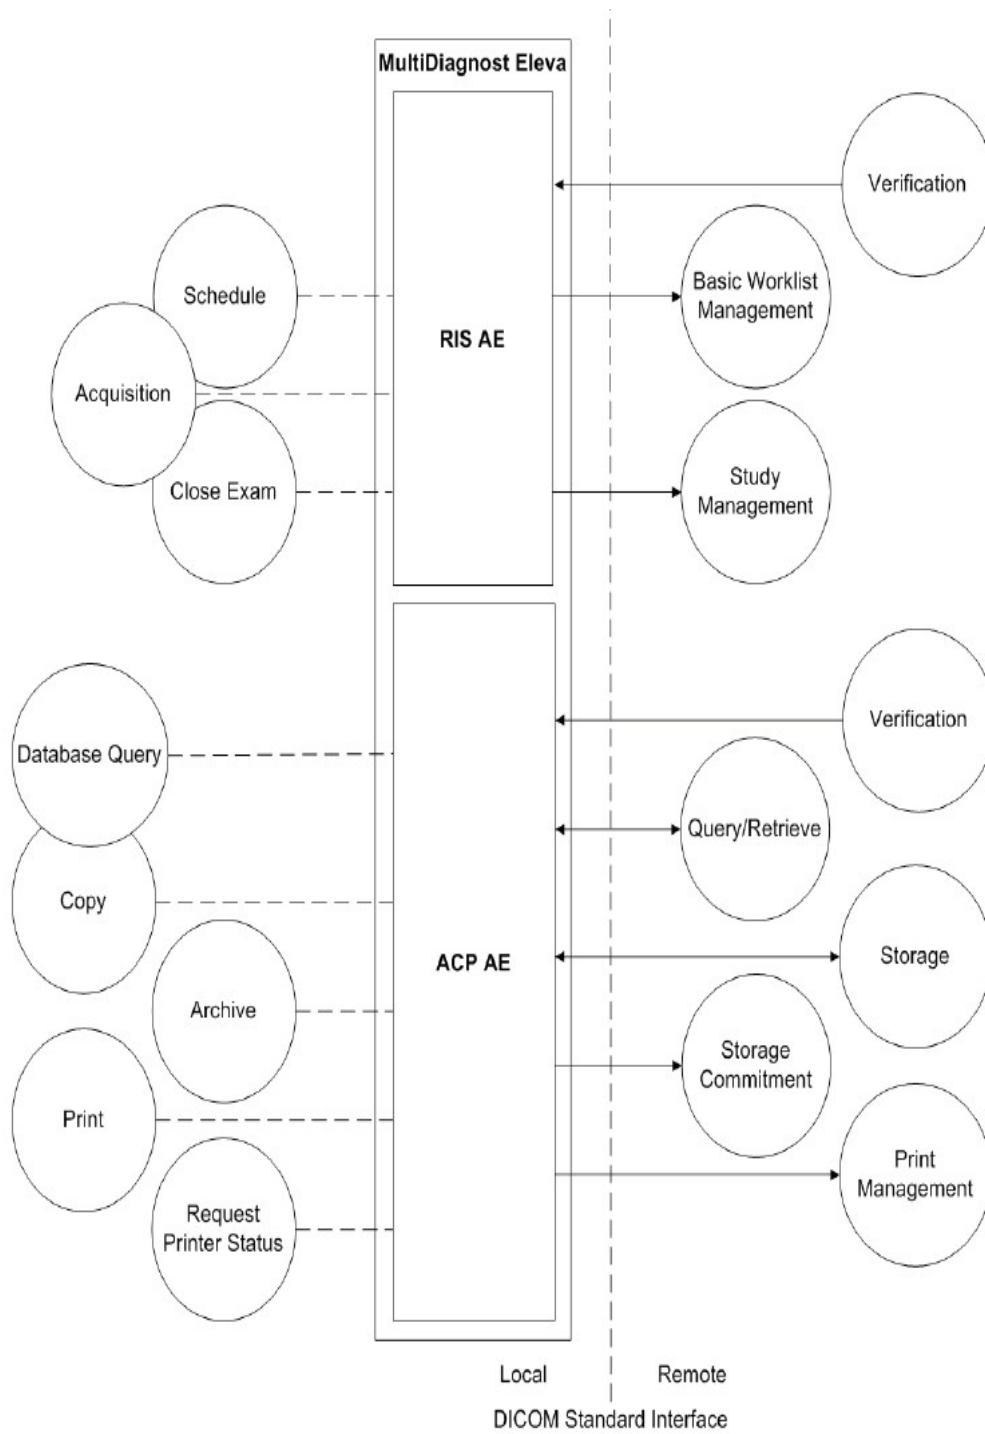 MultiDiagnost Eleva
Verification
Schedule
Basic Worklist
Management
RIS AE
Acquisition
Close Exam
Study
Management
Verification
Database Query
Query/Retrieve
Copy
Storage
ACP AE
Archive
Storage
Commitment
Print
Print
Management
Request
Printer Status
Local
Remote
DICOM Standard Interface